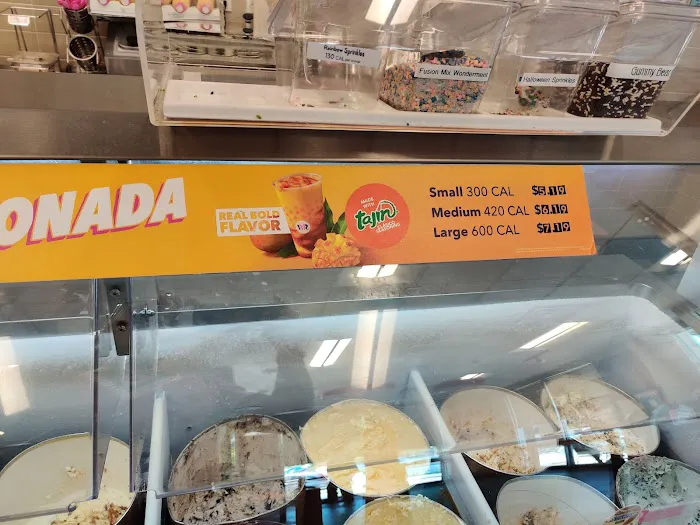 Rainbow Sprinkles
130 CAL
Fusion Mix Wonderment
Halloween Sprinkles
Gummy Bears
ONADA
REAL BOLD
FLAVOR
MADE
WITH
Tajín
Small 300 CAL $5.19
Medium 420 CAL $6.19
Large 600 CAL $7.19